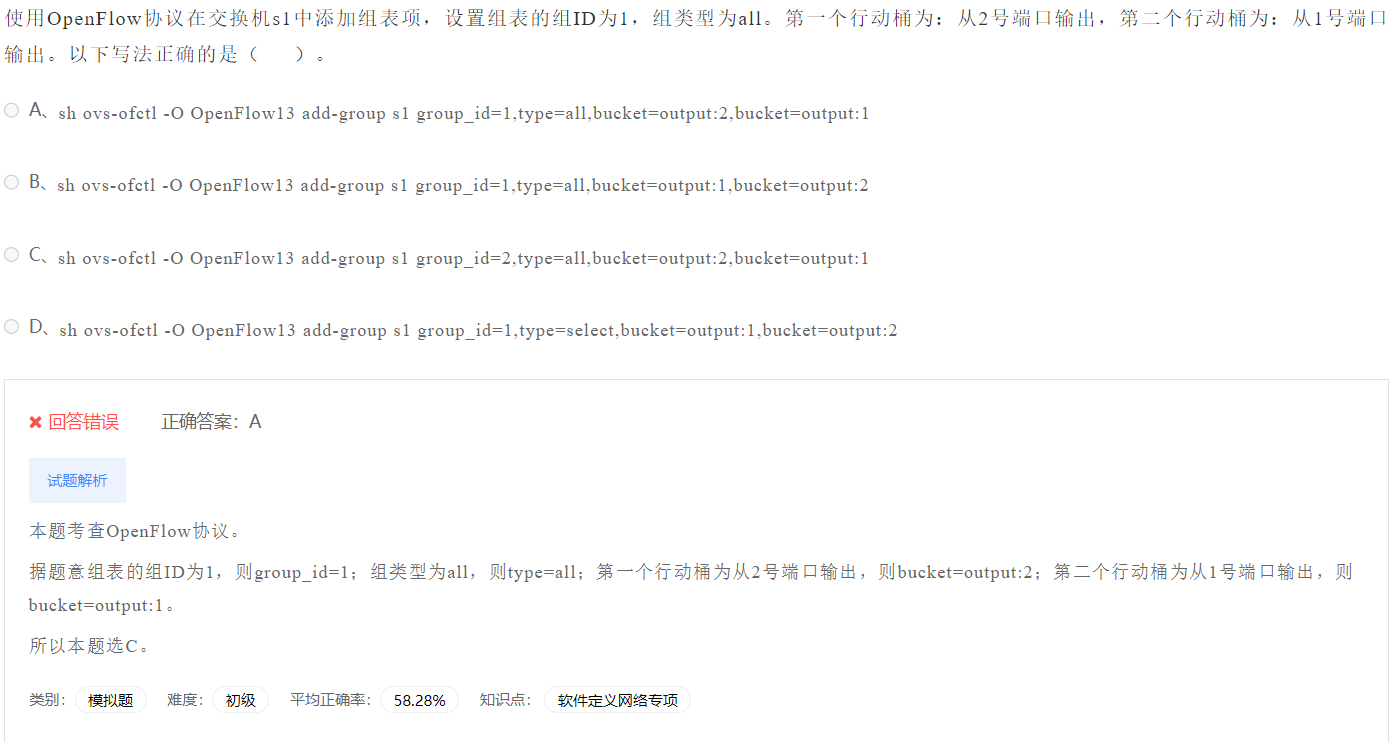 使用OpenFlow协议在交换机s1中添加组表项，设置组表的组ID为1，组类型为all。第一个行动桶为：从2号端口输出，第二个行动桶为：从1号端口
输出。以下写法正确的是（　　）。
A、sh ovs-ofctl -O OpenFlow13 add-group s1 group_id=1,type=all,bucket=output:2,bucket=output:1
B、sh ovs-ofctl -O OpenFlow13 add-group s1 group_id=1,type=all,bucket=output:1,bucket=output:2
C、sh ovs-ofctl -O OpenFlow13 add-group s1 group_id=2,type=all,bucket=output:2,bucket=output:1
D、sh ovs-ofctl -O OpenFlow13 add-group s1 group_id=1,type=select,bucket=output:1,bucket=output:2
回答错误 正确答案：A
试题解析
本题考查OpenFlow协议。
据题意组表的组ID为1，则group_id=1；组类型为all，则type=all；第一个行动桶为从2号端口输出，则bucket=output:2；第二个行动桶为从1号端口输出，则
bucket=output:1。
所以本题选C。
类别： 模拟题 难度： 初级 平均正确率： 58.28% 知识点： 软件定义网络专项